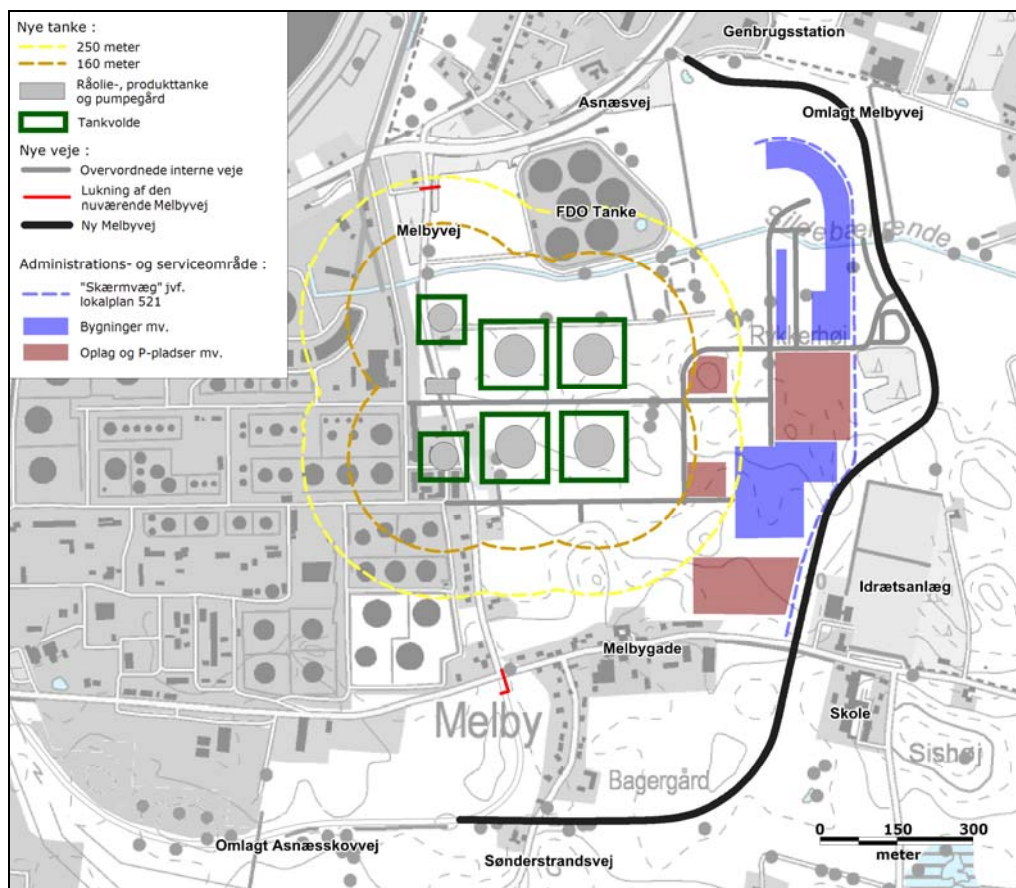 Nye tanke :
250 meter
160 meter
Råolie-, produkttanke
og pumpegård
Tankvolde
Nye veje :
Overvordnede interne veje
Lukning af den
nuværende Melbyvej
Ny Melbyvej
Administrations- og serviceområde :
"Skærmvæg" jvf.
lokalplan 521
Bygninger mv.
Oplag og P-pladser mv.
Genbrugsstation
Asnæsvej
Omlagt Melbyvej
FDO Tanke
Melbyvej
Rykkerhøj
Idrætsanlæg
Melbygade
Skole
Melby
Sishøj
Bagergård
Omlagt Asnæsskovvej
Sønderstrandsvej
0 150 300
meter